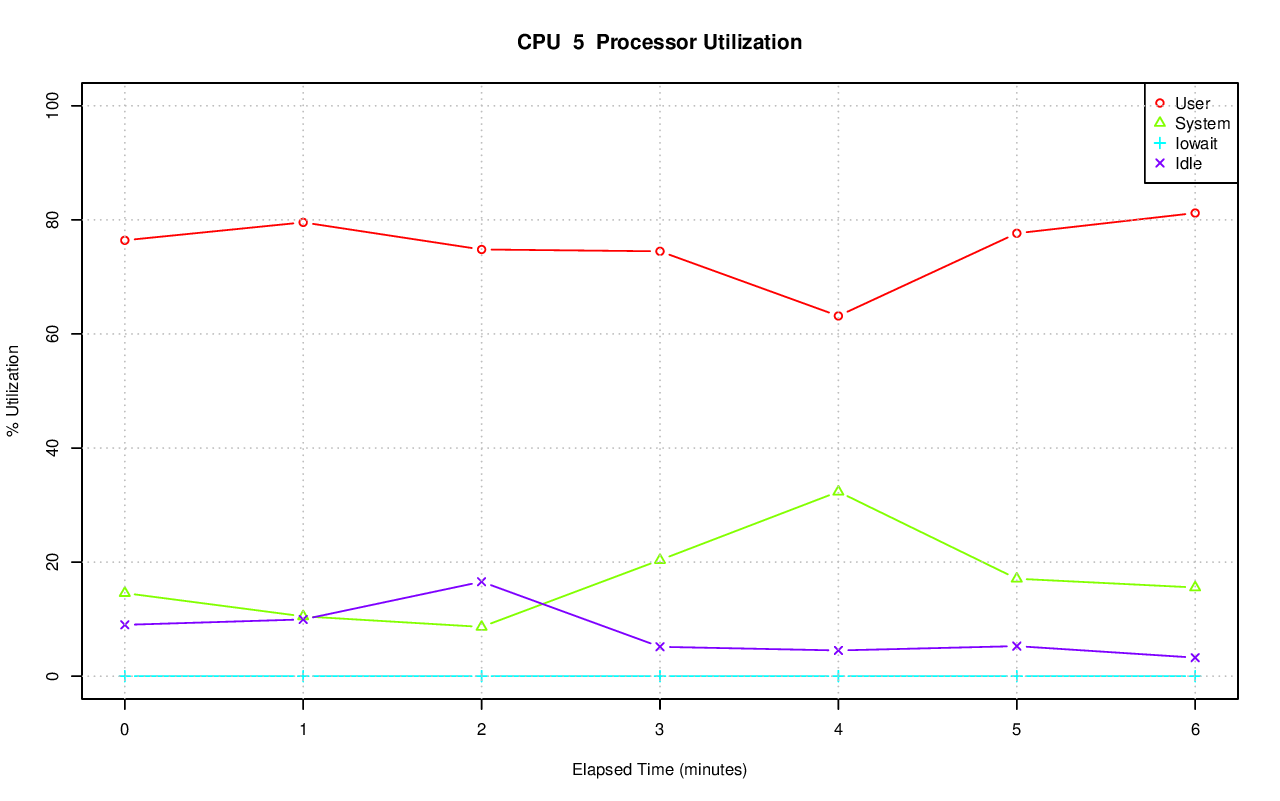 CPU  5  Processor Utilization
% Utilization
100
80
60
40
20
0
User
System
Iowait
Idle
0 1 2 3 4 5 6
Elapsed Time (minutes)